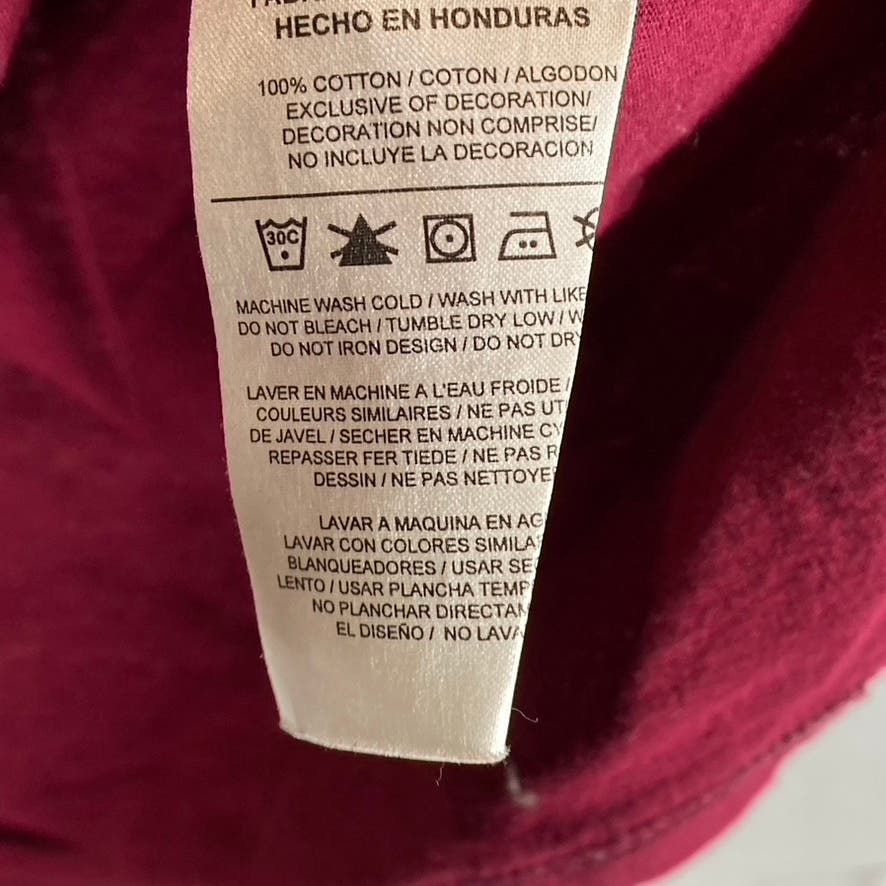 HECHO EN HONDURAS
100% COTTON / COTON / ALGODON
EXCLUSIVE OF DECORATION/
DECORATION NON COMPRISE/
NO INCLUYE LA DECORACION
30C
MACHINE WASH COLD / WASH WITH LIKE
DO NOT BLEACH / TUMBLE DRY LOW /
DO NOT IRON DESIGN / DO NOT DRY
LAVER EN MACHINE A L'EAU FROIDE /
COULEURS SIMILAIRES / NE PAS
DE JAVEL / SECHER EN MACHINE
REPASSER FER TIEDE / NE PAS
DESSIN / NE PAS
LAVAR A MAQUINA EN
LAVAR CON COLORES
BLANQUEADORES / USAR
LENTO / USAR PLANCHA
NO PLANCHAR
EL DISEÑO / NO